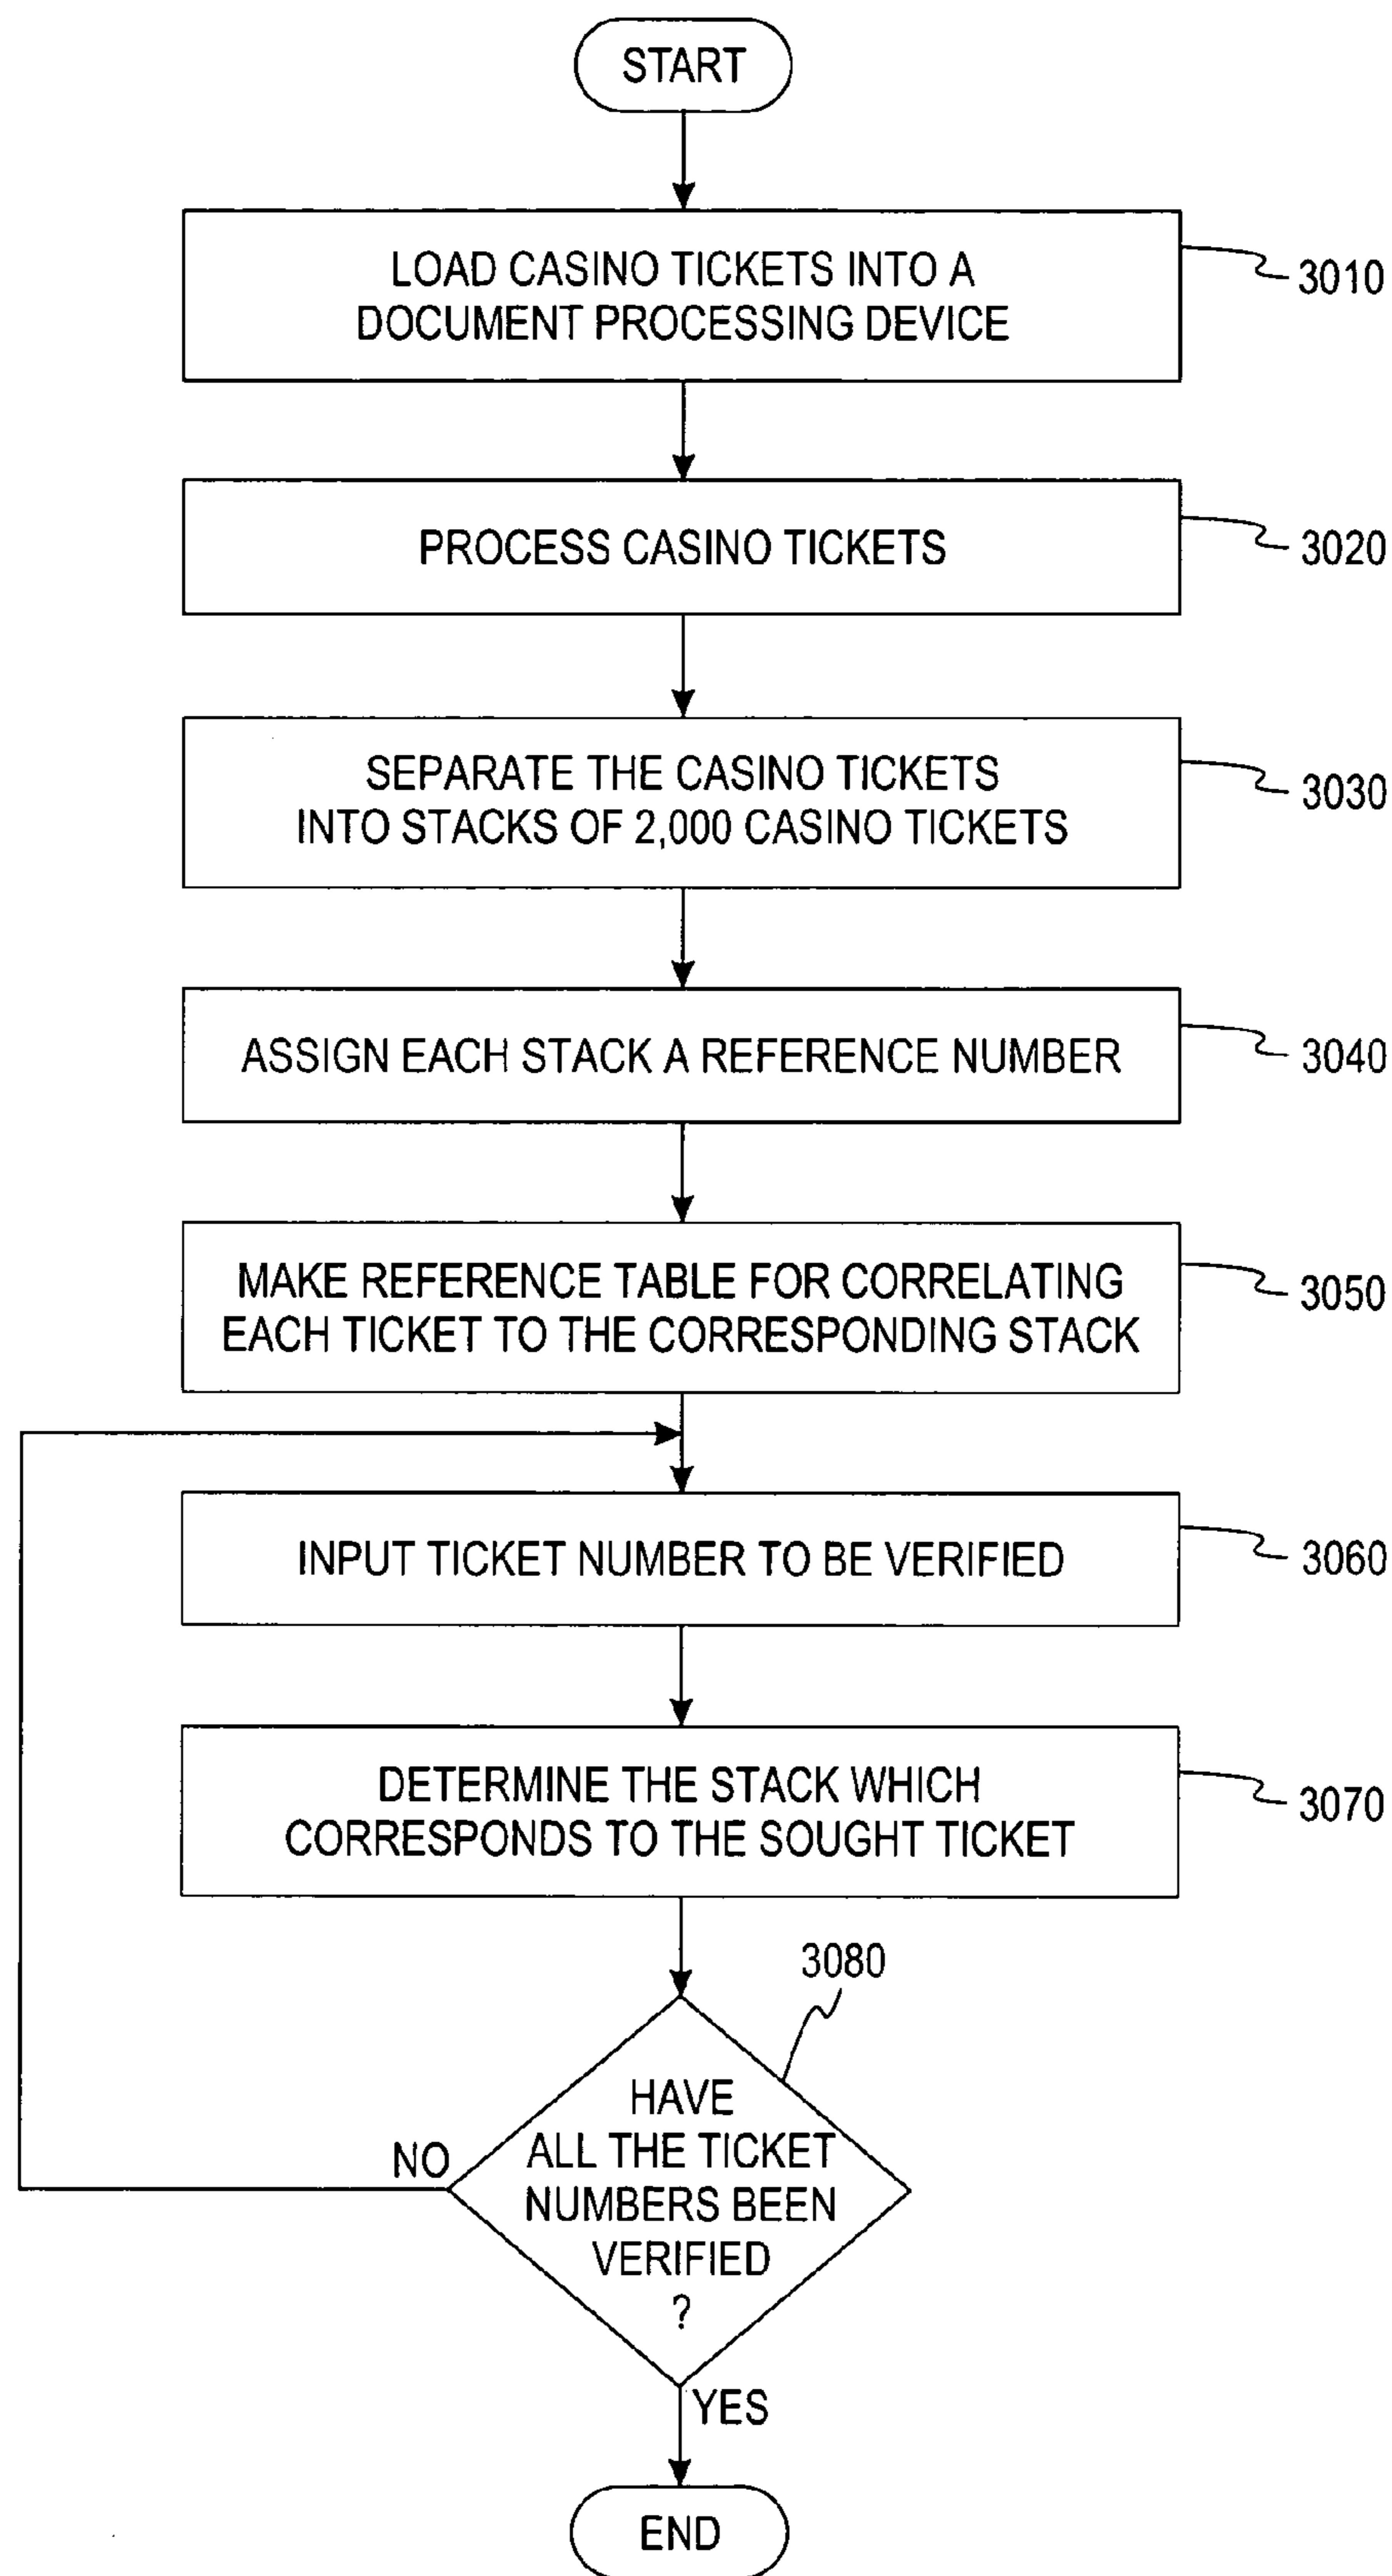 START
LOAD CASINO TICKETS INTO A
DOCUMENT PROCESSING DEVICE
3010
PROCESS CASINO TICKETS
3020
SEPARATE THE CASINO TICKETS
INTO STACKS OF 2,000 CASINO TICKETS
3030
ASSIGN EACH STACK A REFERENCE NUMBER
3040
MAKE REFERENCE TABLE FOR CORRELATING
EACH TICKET TO THE CORRESPONDING STACK
3050
INPUT TICKET NUMBER TO BE VERIFIED
3060
DETERMINE THE STACK WHICH
CORRESPONDS TO THE SOUGHT TICKET
3070
3080
HAVE
ALL THE TICKET
NUMBERS BEEN
VERIFIED
?
NO
YES
END